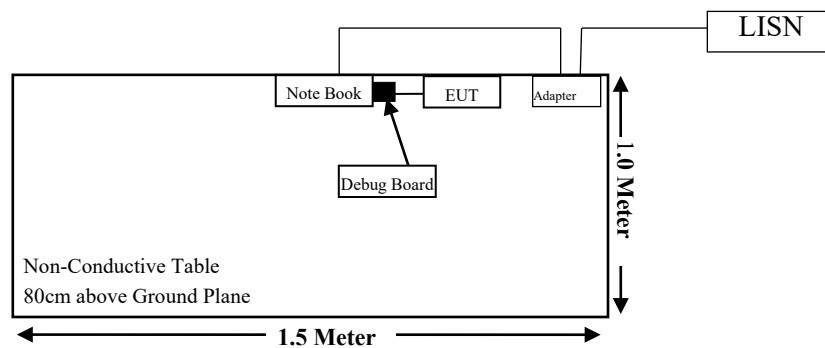 LISN
Note Book
EUT
Adapter
Debug Board
1.0 Meter
Non-Conductive Table
80cm above Ground Plane
1.5 Meter